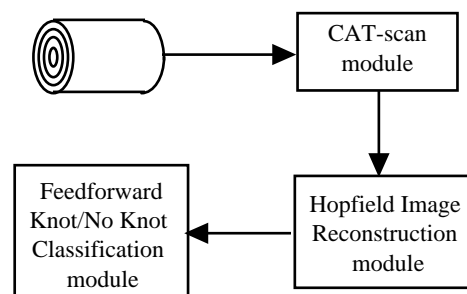 CAT-scan
module
Hopfield Image
Reconstruction
module
Feedforward
Knot/No Knot
Classification
module